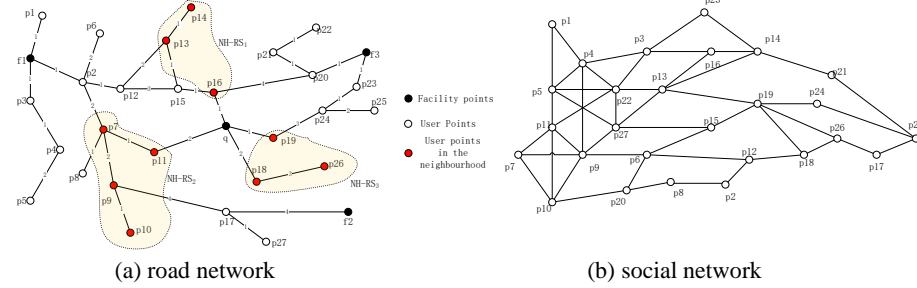 p1
p14
p6
p13
NH-RS₁
p22
p21
f3
f1
p2
p16
p20
p23
p12
p15
p3
p24
p25
q
p7
p19
p4
p11
p8
NH-RS₂
p18
p26
NH-RS₃
p9
p5
p10
p17
f2
p27
Facility points
User Points
User points
in the
neighbourhood
(a) road network
p1
p3
p14
p4
p16
p13
p21
p5
p22
p19
p24
p11
p27
p15
p26
p7
p9
p6
p12
p18
p17
p8
p2
p20
p10
(b) social network